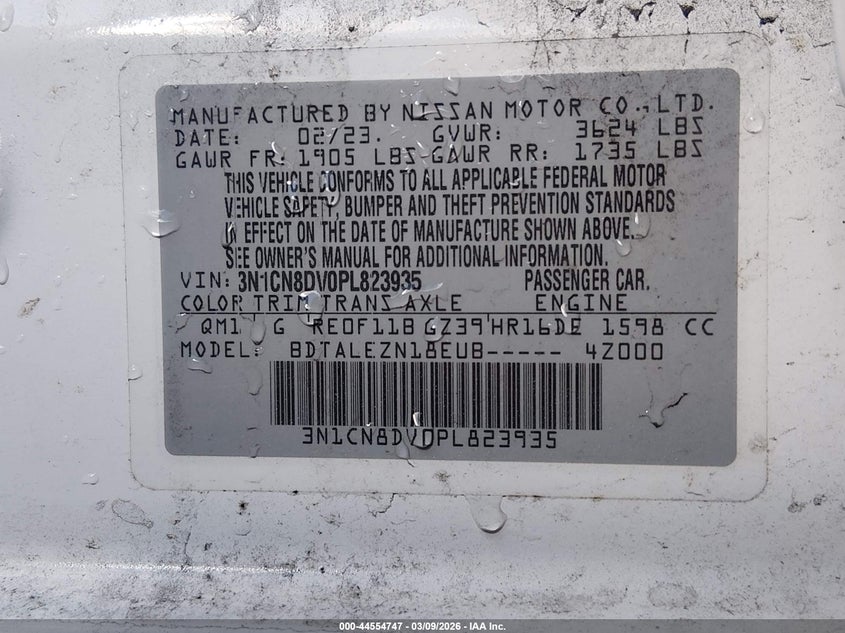 MANUFACTURED BY NISSAN MOTOR CO., LTD.
DATE: 02/23. GVWR: 3624 LBS
GAWR FR: 1905 LBS GAWR RR: 1735 LBS
THIS VEHICLE CONFORMS TO ALL APPLICABLE FEDERAL MOTOR
VEHICLE SAFETY, BUMPER AND THEFT PREVENTION STANDARDS
IN EFFECT ON THE DATE OF MANUFACTURE SHOWN ABOVE.
SEE OWNER'S MANUAL FOR ADDITIONAL INFORMATION.
VIN: 3N1CN8DV0PL823935 PASSENGER CAR.
COLOR TRIM TRANS AXLE ENGINE
QM1 G RE0F11B GZ39 HR16DE 1598 CC
MODEL: BDTALEZN18EUB----- 4Z000
3N1CN8DV0PL823935
000-44554747 - 03/09/2026 - IAA Inc.